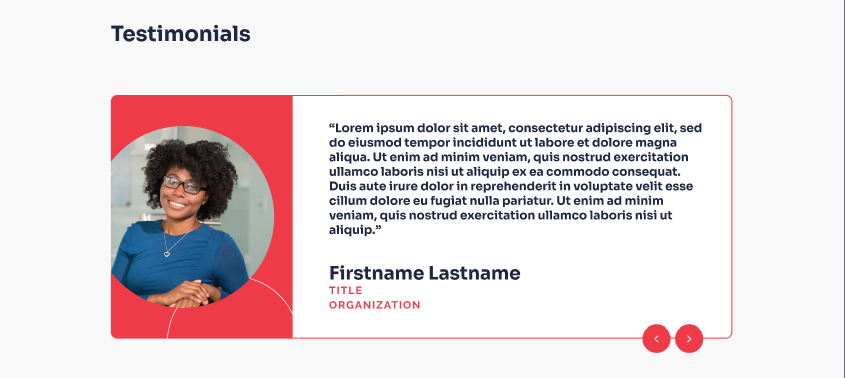 Testimonials
“Lorem ipsum dolor sit amet, consectetur adipiscing elit, sed
do eiusmod tempor incididunt ut labore et dolore magna
aliqua. Ut enim ad minim veniam, quis nostrud exercitation
ullamco laboris nisi ut aliquip ex ea commodo consequat.
Duis aute irure dolor in reprehenderit in voluptate velit esse
cillum dolore eu fugiat nulla pariatur. Ut enim ad minim
veniam, quis nostrud exercitation ullamco laboris nisi ut
aliquip.”
Firstname Lastname
TITLE
ORGANIZATION